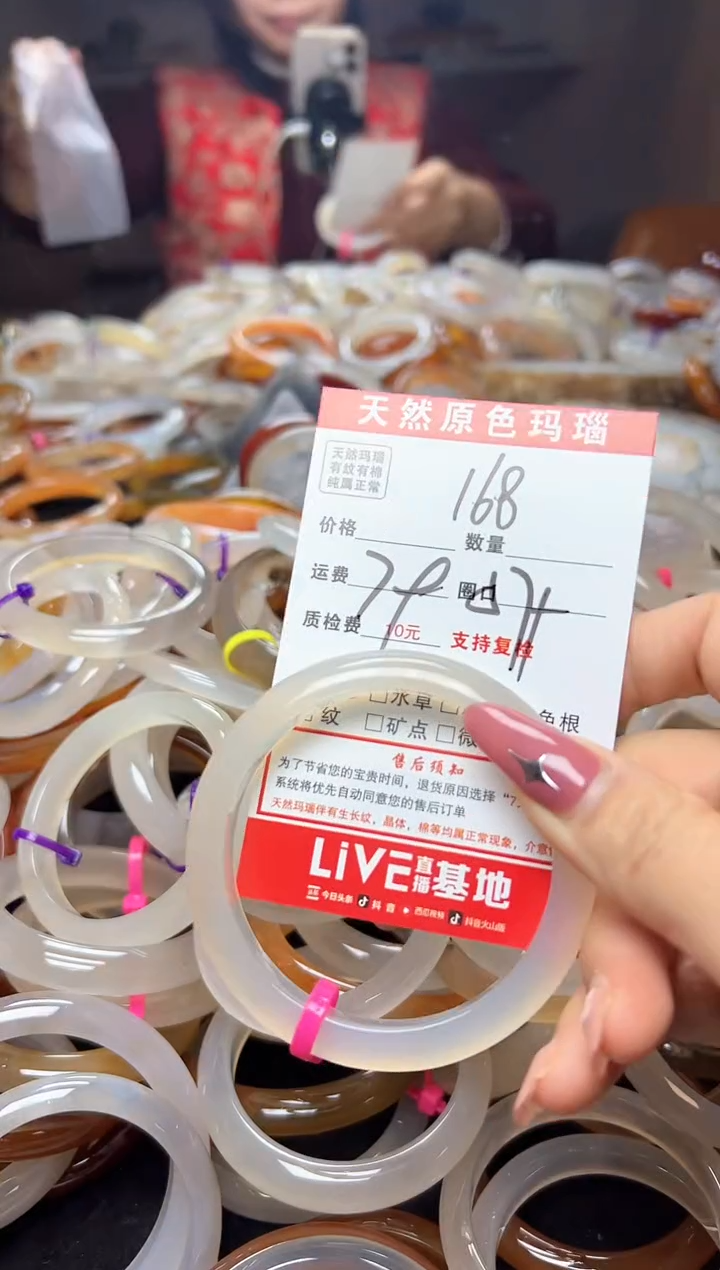 天然原色玛瑙
天然玛瑙
有纹有棉
纯属正常
168
价格 数量
运费 圈口
质检费 10元 支持复检
水草
纹 矿点 微 色根
售后须知
为了节省您的宝贵时间，退货原因选择“7
系统将优先自动同意您的售后订单
天然玛瑙伴有生长纹，晶体，棉等均属正常现象，介意
LiVE直播基地
今日头条 抖音 西瓜视频 抖音火山版